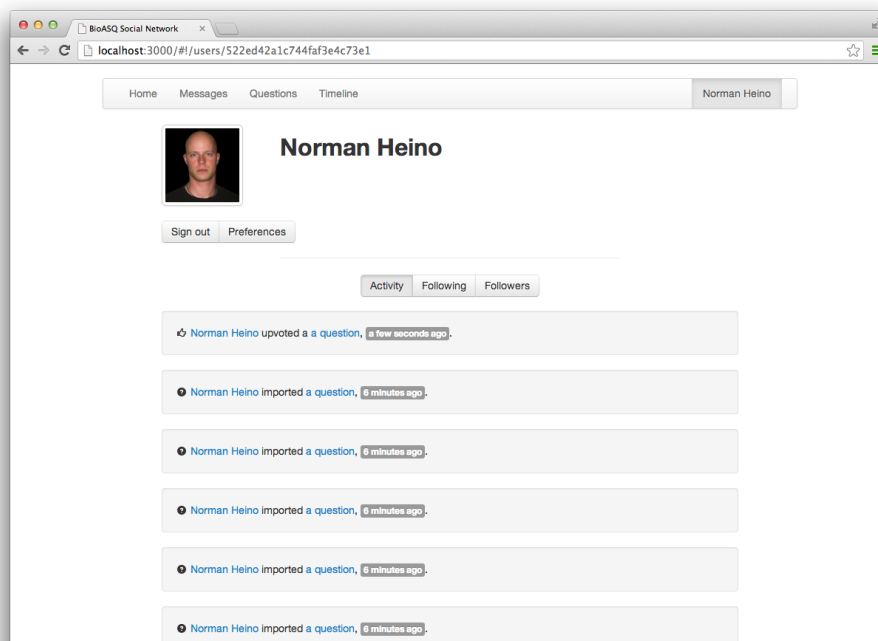 BioASQ Social Network
localhost:3000/#!/users/522ed42a1c744faf3e4c73e1
Home Messages Questions Timeline Norman Heino
Norman Heino
Sign out Preferences
Activity Following Followers
Norman Heino upvoted a a question, a few seconds ago.
Norman Heino imported a question, 6 minutes ago.
Norman Heino imported a question, 6 minutes ago.
Norman Heino imported a question, 6 minutes ago.
Norman Heino imported a question, 6 minutes ago.
Norman Heino imported a question, 6 minutes ago.